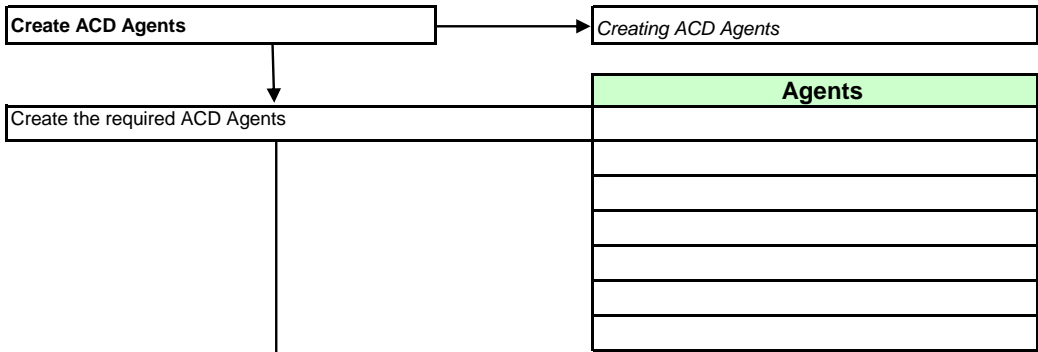 Create ACD Agents
Creating ACD Agents
Agents
Create the required ACD Agents